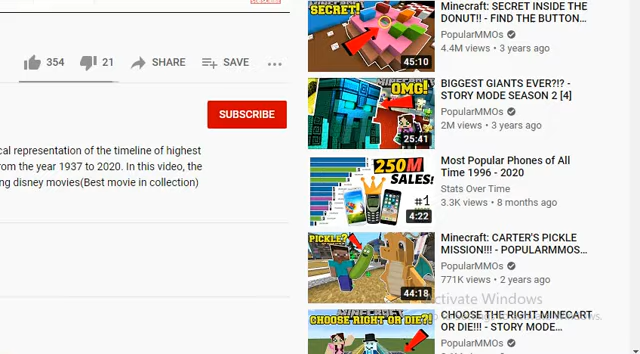 354
21
SHARE
SAVE
SUBSCRIBE
cal representation of the timeline of highest
rom the year 1937 to 2020. In this video, the
ng disney movies(Best movie in collection)
SECRET!
45:10
Minecraft: SECRET INSIDE THE
DONUT!! - FIND THE BUTTON...
PopularMMOs
4.4M views • 3 years ago
OMG!
25:41
BIGGEST GIANTS EVER?!? -
STORY MODE SEASON 2 [4]
PopularMMOs
2M views • 3 years ago
250M
SALES!
#1
4:22
Most Popular Phones of All
Time 1996 - 2020
Stats Over Time
3.3K views • 8 months ago
PICKLE?
44:18
Minecraft: CARTER'S PICKLE
MISSION!!! - POPULARMMOS...
PopularMMOs
771K views • 2 years ago
Activate Windows
MINECRAFT
CHOOSE RIGHT OR DIE?!
CHOOSE THE RIGHT MINECART
OR DIE!!! - STORY MODE...